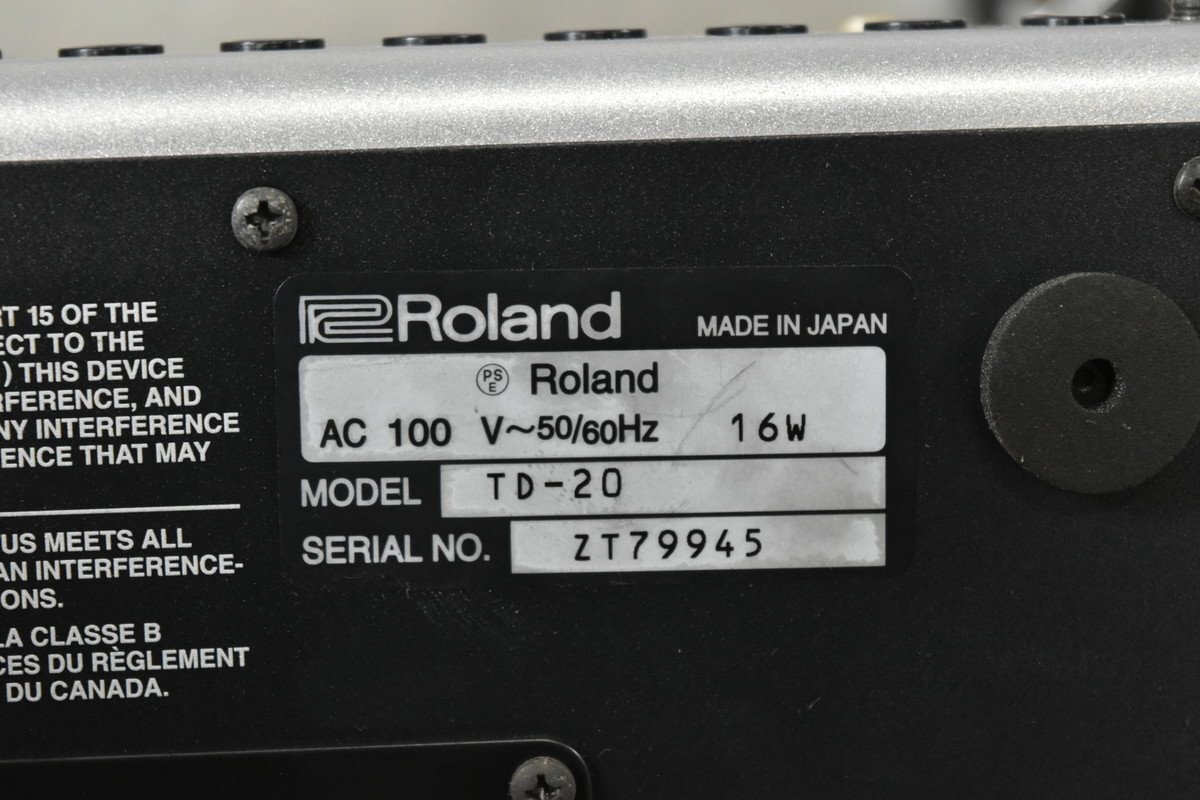 RT 15 OF THE
ECT TO THE
) THIS DEVICE
RFERENCE, AND
NY INTERFERENCE
ENCE THAT MAY
US MEETS ALL
AN INTERFERENCE-
ONS.
LA CLASSE B
CES DU RÈGLEMENT
DU CANADA.
Roland MADE IN JAPAN
PS E Roland
AC 100 V~50/60Hz 16W
MODEL TD-20
SERIAL NO. ZT79945